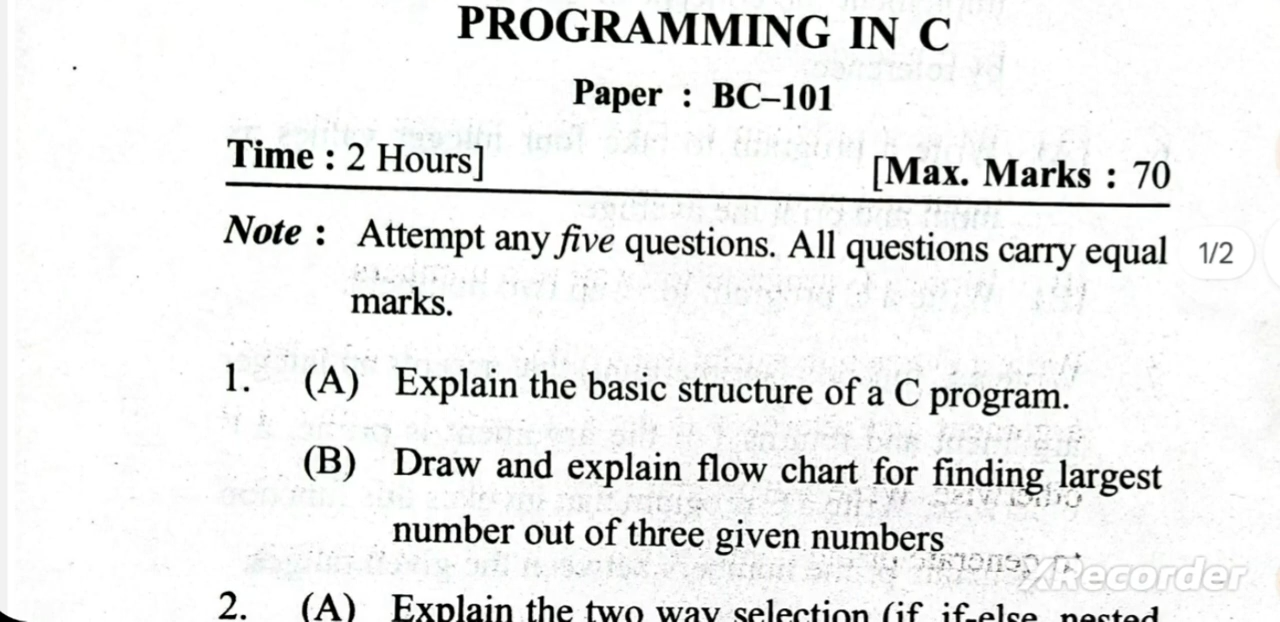 PROGRAMMING IN C
Paper : BC–101
Time : 2 Hours]
[Max. Marks : 70
Note : Attempt any five questions. All questions carry equal
1/2
marks.
1. (A) Explain the basic structure of a C program.
(B) Draw and explain flow chart for finding largest
number out of three given numbers
XRecorder
2. (A) Explain the two way selection (if, if-else, nested